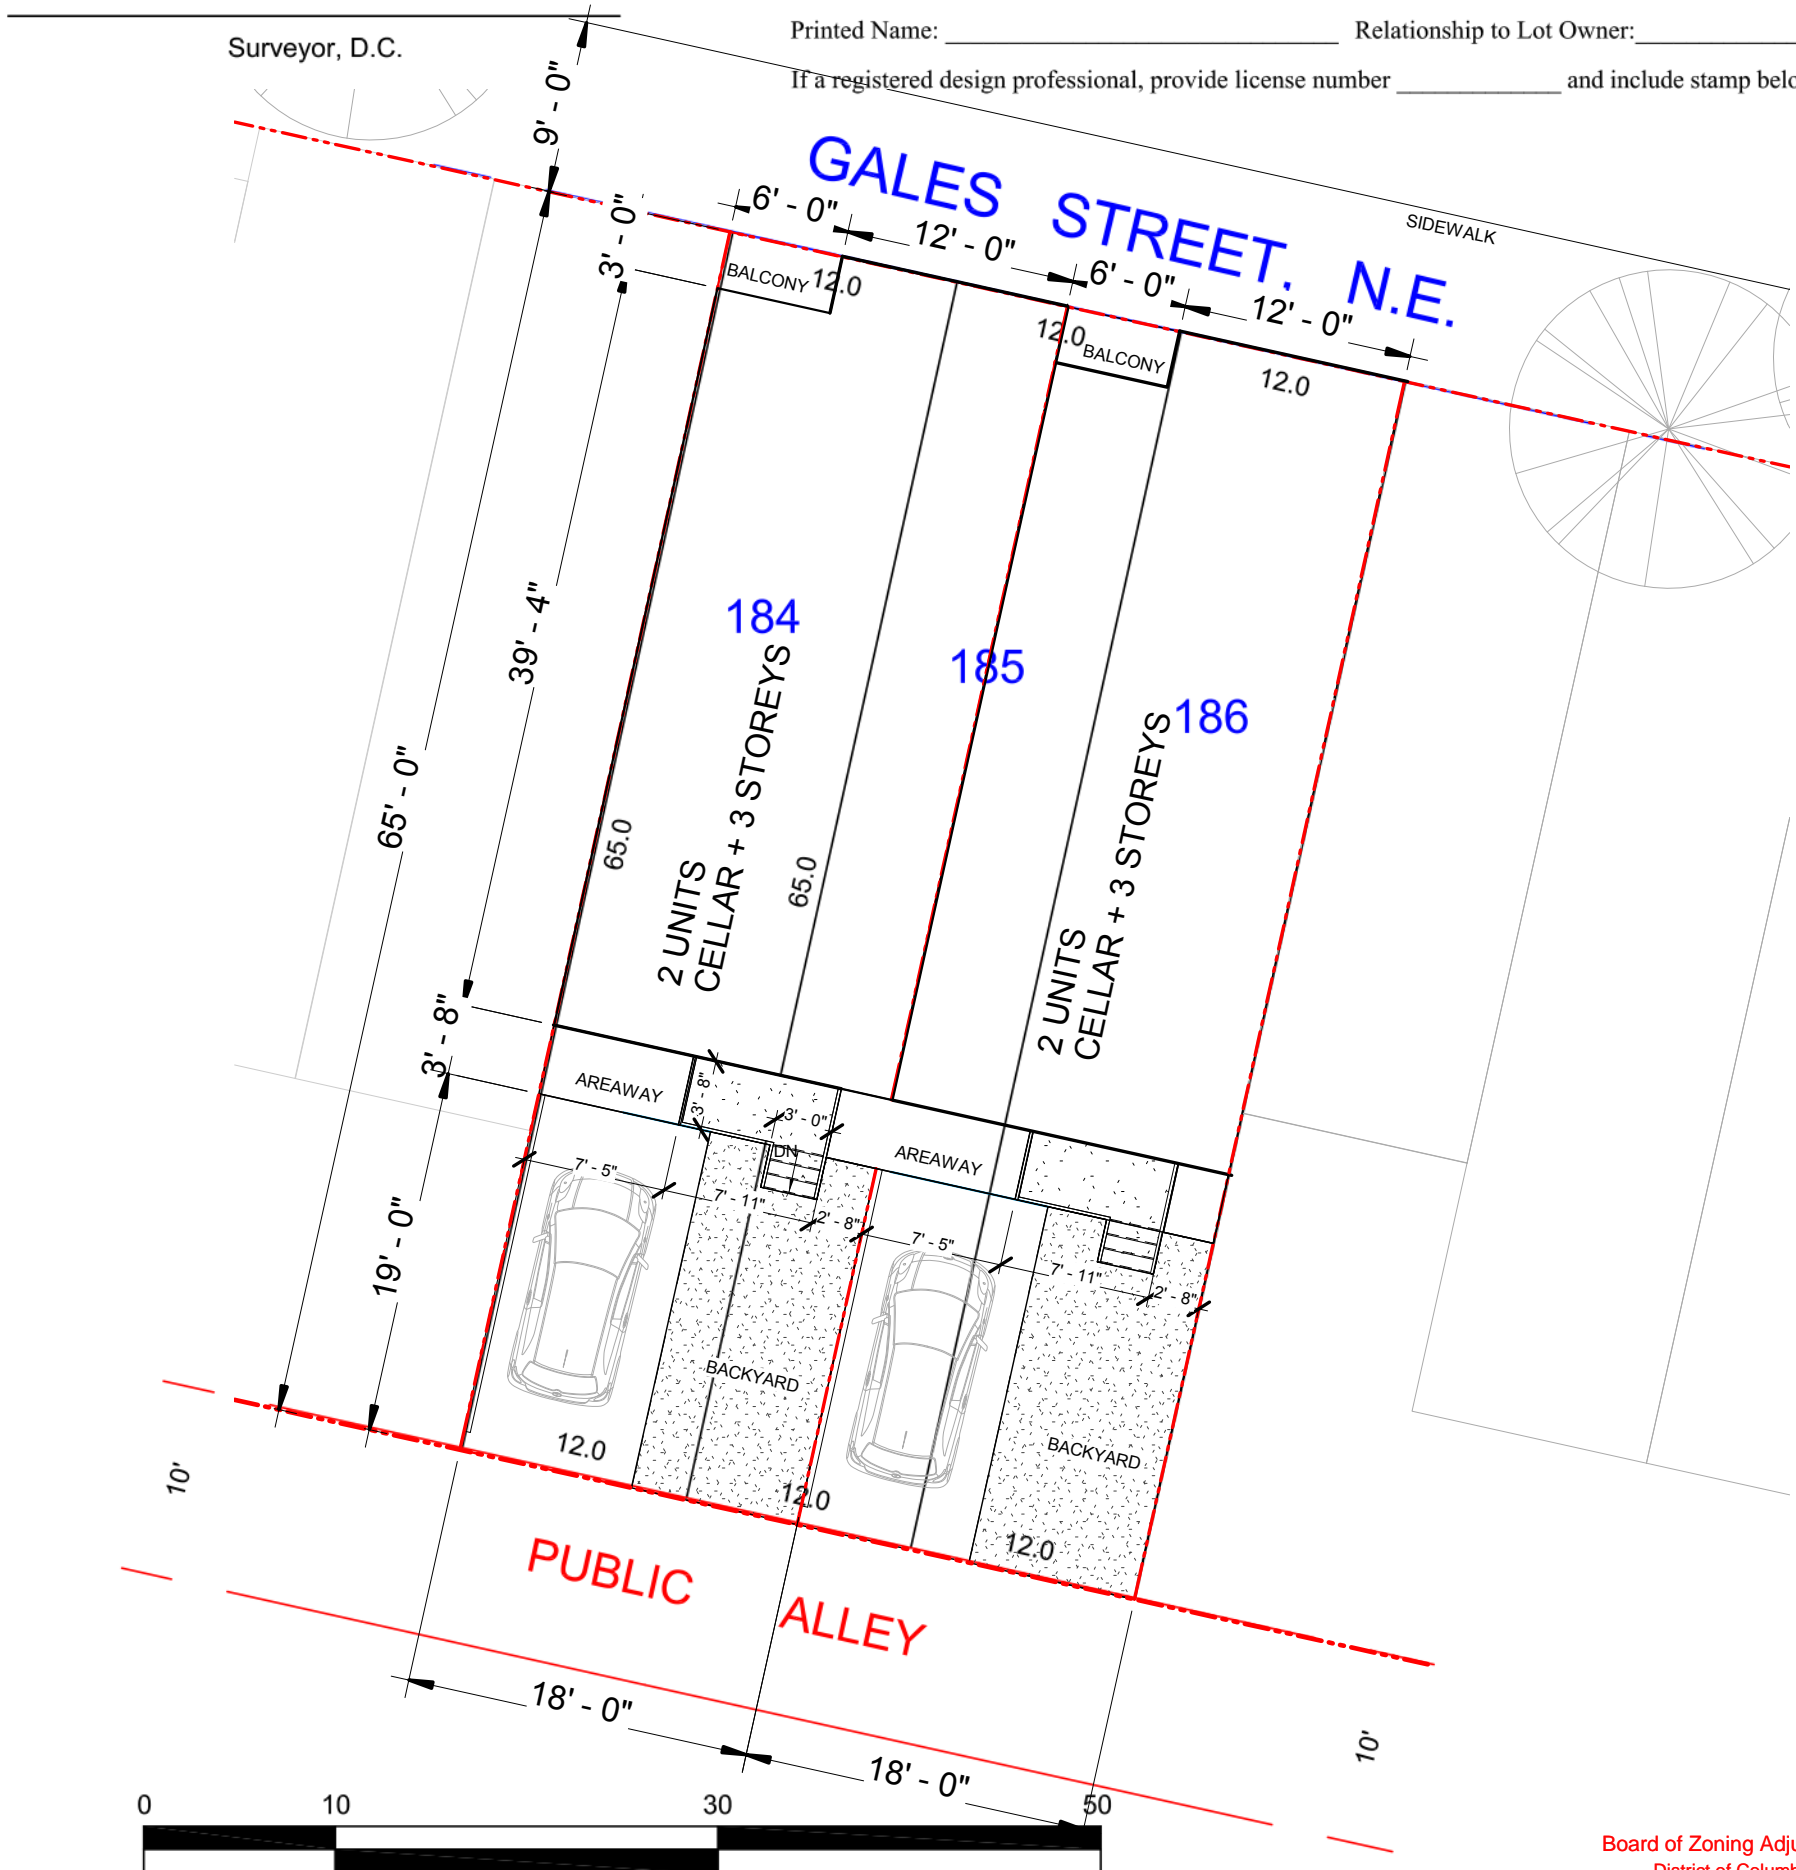 Surveyor, D.C.
Printed Name: Relationship to Lot Owner:
If a registered design professional, provide license number and include stamp
GALES STREET, N.E.
SIDEWALK
9' - 0"
3' - 0"
6' - 0"
12' - 0"
6' - 0"
12' - 0"
BALCONY
12.0
12.0
BALCONY
12.0
39' - 4"
65' - 0"
184
185
186
2 UNITS
CELLAR + 3 STOREYS
2 UNITS
CELLAR + 3 STOREYS
65.0
65.0
3' - 8"
AREAWAY
3' - 8"
3' - 0"
DN
AREAWAY
7' - 5"
7' - 11"
2' - 8"
7' - 5"
7' - 11"
2' - 8"
19' - 0"
BACKYARD
BACKYARD
12.0
12.0
12.0
10'
PUBLIC ALLEY
10'
18' - 0"
18' - 0"
0 10 30 50
Board of Zoning
District of